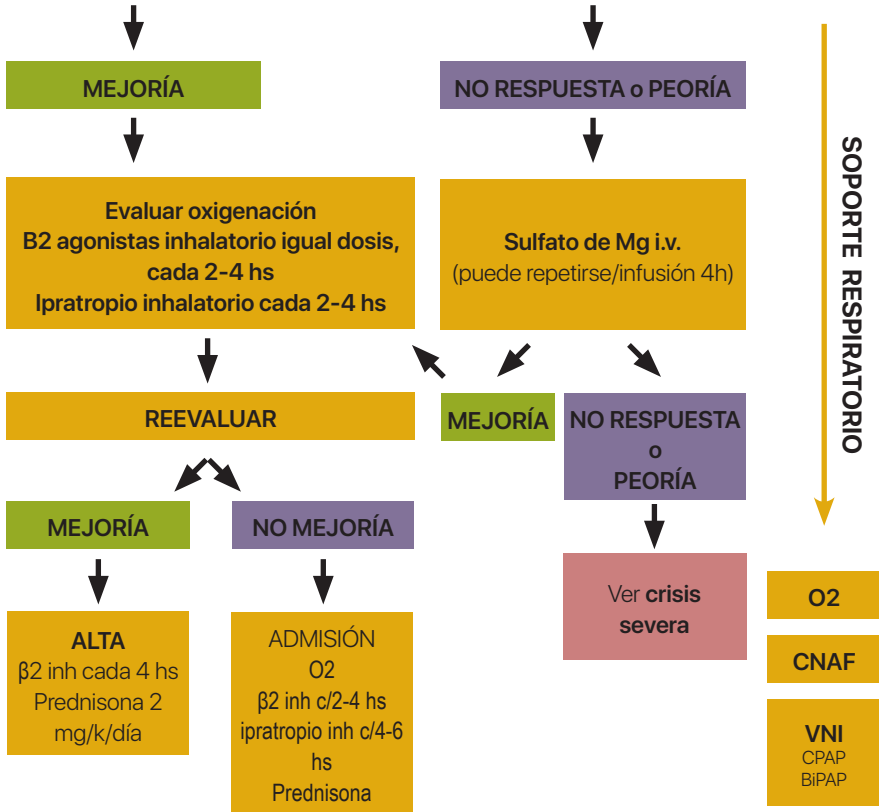 MEJORÍA
NO RESPUESTA o PEORÍA
Evaluar oxigenación
B2 agonistas inhalatorio igual dosis,
cada 2-4 hs
Ipratropio inhalatorio cada 2-4 hs
Sulfato de Mg i.v.
(puede repetirse/infusión 4h)
REEVALUAR
MEJORÍA
NO RESPUESTA
o
PEORÍA
MEJORÍA
NO MEJORÍA
ALTA
β2 inh cada 4 hs
Prednisona 2
mg/k/día
ADMISIÓN
O2
β2 inh c/2-4 hs
ipratropio inh c/4-6
hs
Prednisona
Ver crisis
severa
SOPORTE RESPIRATORIO
O2
CNAF
VNI
CPAP
BiPAP